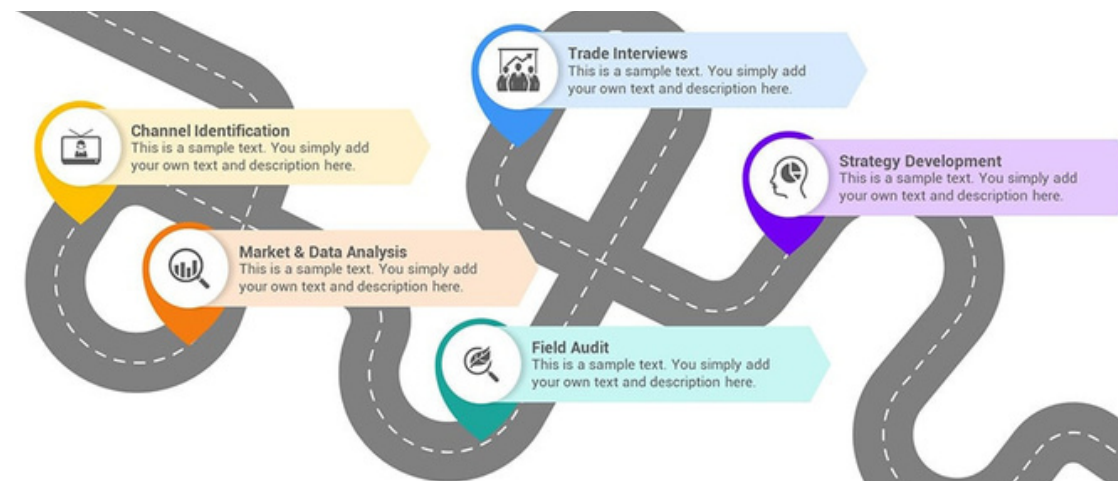 Trade Interviews
This is a sample text. You simply add
your own text and description here.
Channel Identification
This is a sample text. You simply add
your own text and description here.
Strategy Development
This is a sample text. You simply add
your own text and description here.
Market & Data Analysis
This is a sample text. You simply add
your own text and description here.
Field Audit
This is a sample text. You simply add
your own text and description here.